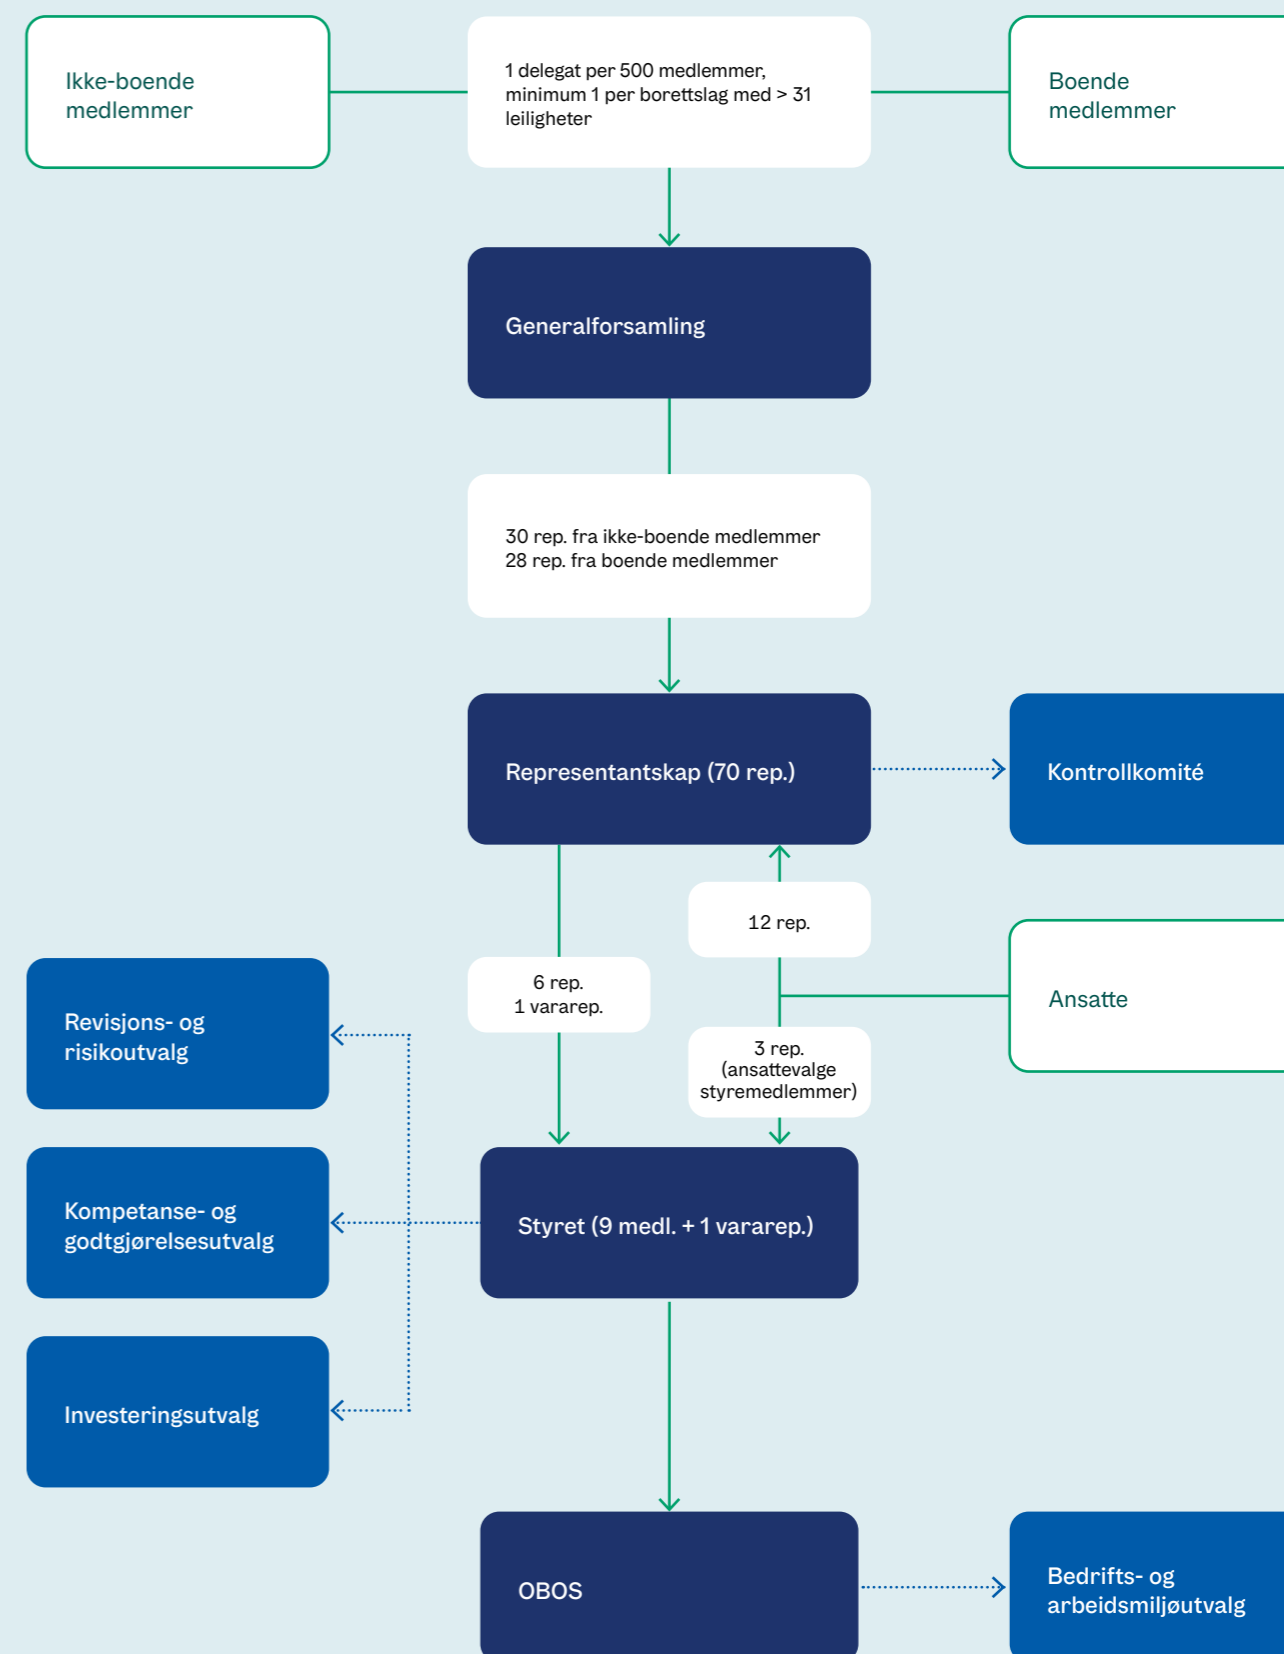 Ikke-boende
medlemmer
1 delegat per 500 medlemmer,
minimum 1 per borettslag med > 31
leiligheter
Boende
medlemmer
Generalforsamling
30 rep. fra ikke-boende medlemmer
28 rep. fra boende medlemmer
Representantskap (70 rep.)
Kontrollkomité
12 rep.
6 rep.
1 vararep.
Ansatte
3 rep.
(ansattevalge
styremedlemmer)
Revisjons- og
risikoutvalg
Kompetanse- og
godtgjørelsesutvalg
Styret (9 medl. + 1 vararep.)
Investeringsutvalg
OBOS
Bedrifts- og
arbeidsmiljøutvalg